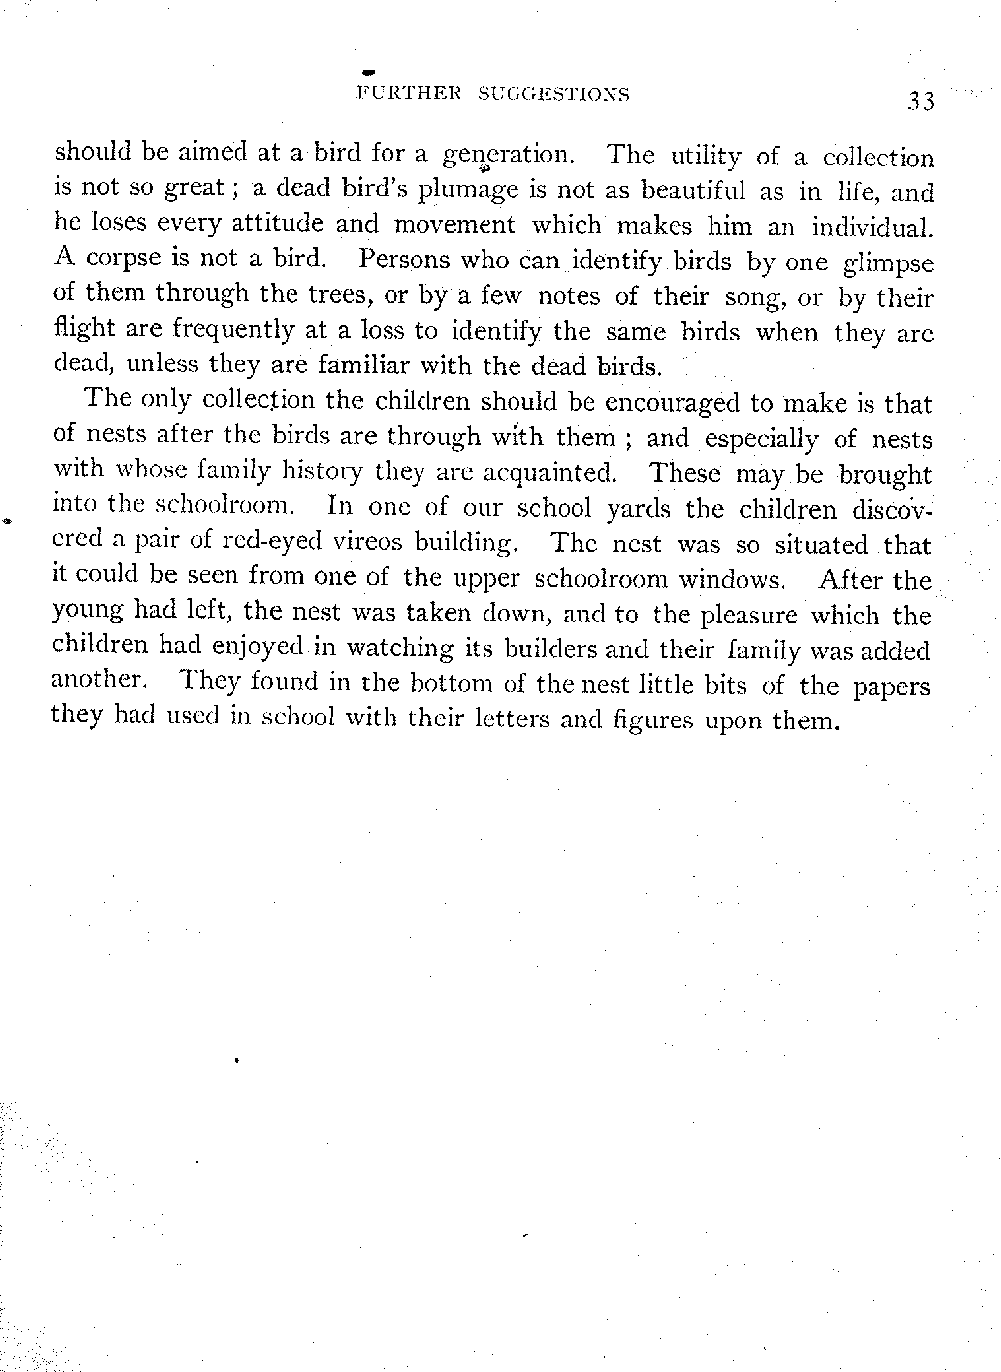 FURTHER SUGGESTIONS 33
should be aimed at a bird for a generation. The utility of a collection
is not so great ; a dead bird's plumage is not as beautiful as in life, and
he loses every attitude and movement which makes him an individual.
A corpse is not a bird. Persons who can identify birds by one glimpse
of them through the trees, or by a few notes of their song, or by their
flight are frequently at a loss to identify the same birds when they are
dead, unless they are familiar with the dead birds.
The only collection the children should be encouraged to make is that
of nests after the birds are through with them ; and especially of nests
with whose family history they are acquainted. These may be brought
into the schoolroom. In one of our school yards the children discov-
ered a pair of red-eyed vireos building. The nest was so situated that
it could be seen from one of the upper schoolroom windows. After the
young had left, the nest was taken down, and to the pleasure which the
children had enjoyed in watching its builders and their family was added
another. They found in the bottom of the nest little bits of the papers
they had used in school with their letters and figures upon them.